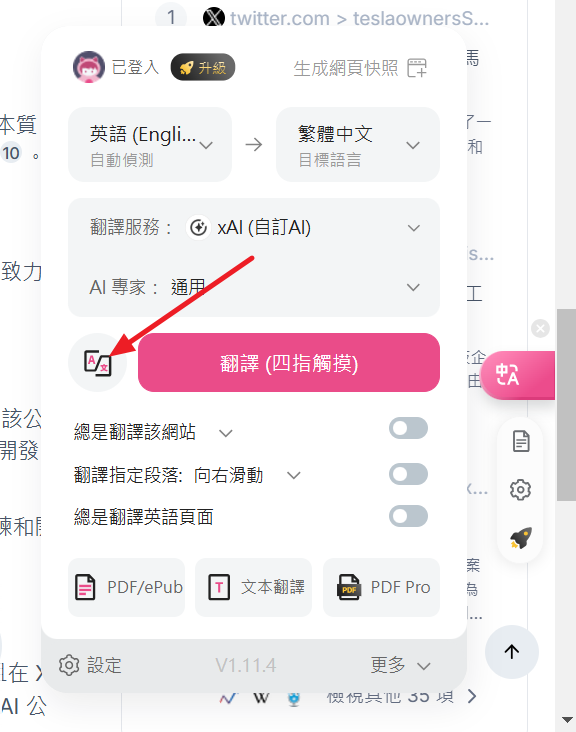 1 twitter.com > teslaownersS...
已登入 升級 生成網頁快照
馬
本質
10 。
英語 (Engli...
自動偵測
繁體中文
目標語言
了一
和
翻譯服務： xAI (自訂AI)
s...
致力
AI 專家： 通用
工
A 文
翻譯 (四指觸摸)
企
由
中A
該公
開發
總是翻譯該網站
翻譯指定段落: 向右滑動
x...
總是翻譯英語頁面
案
為
...
PDF/ePub
T 文本翻譯
PDF PDF Pro
在 X
AI 公
設定 V1.11.4 更多
W 檢視其他 35 項